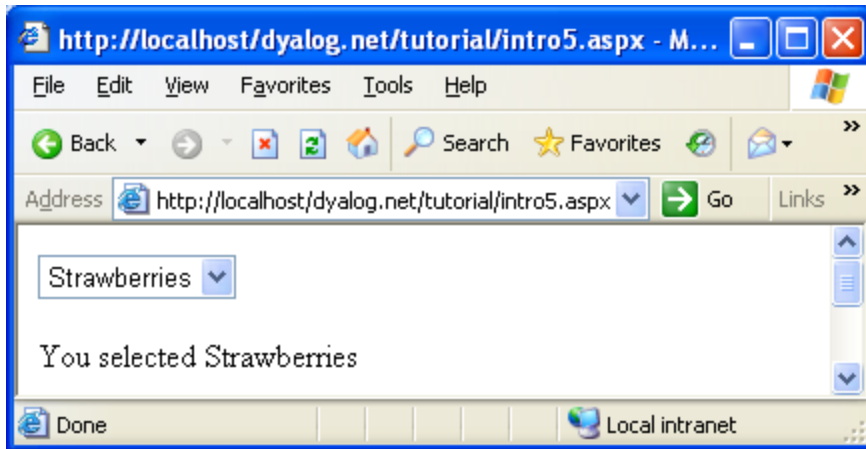 http://localhost/dyalog.net/tutorial/intro5.aspx - M...
File Edit View Favorites Tools Help
Back Search Favorites »
Address http://localhost/dyalog.net/tutorial/intro5.aspx Go Links »
Strawberries
You selected Strawberries
Done Local intranet